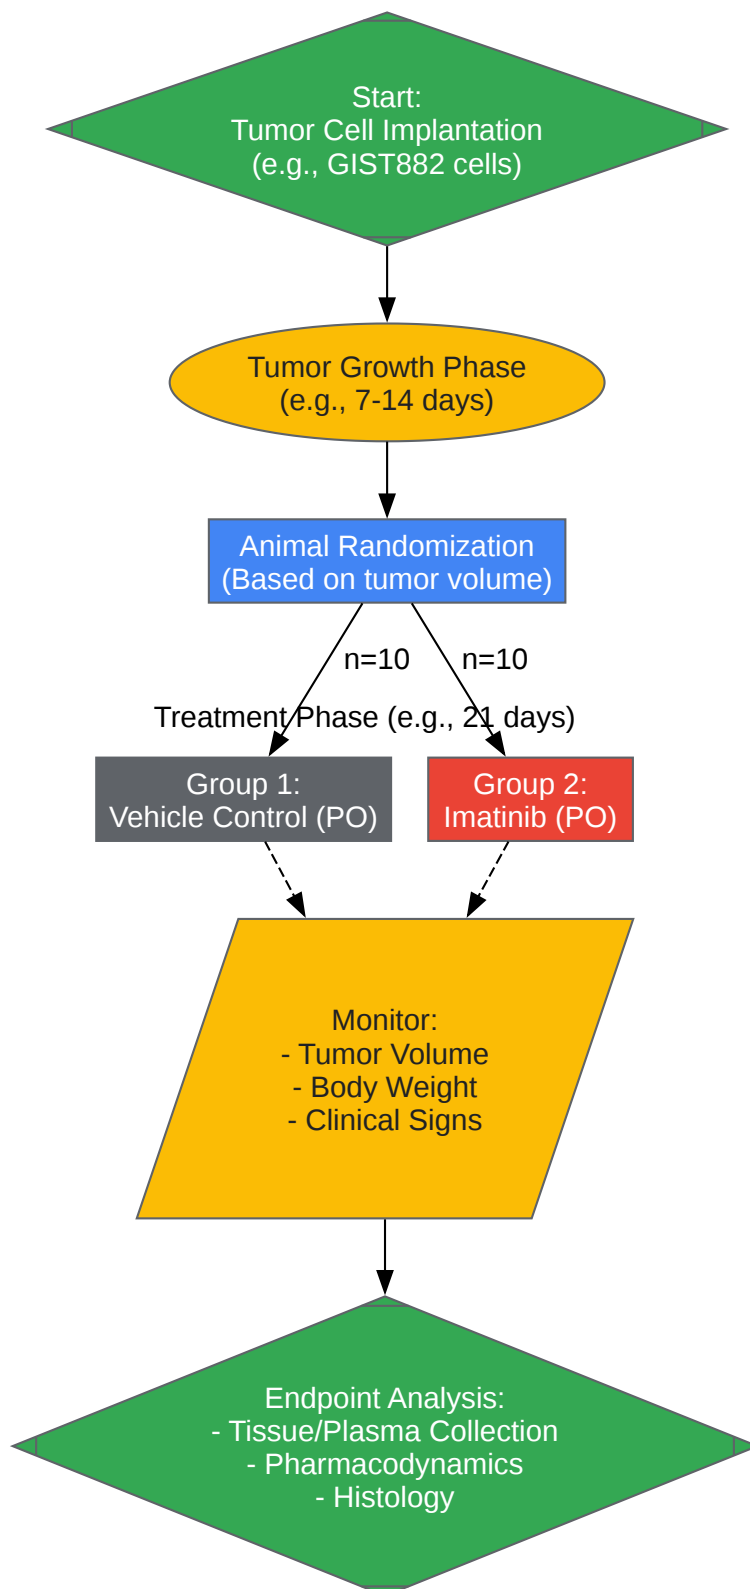 Start:
Tumor Cell Implantation
(e.g., GIST882 cells)
Tumor Growth Phase
(e.g., 7-14 days)
Animal Randomization
(Based on tumor volume)
n=10
n=10
Treatment Phase (e.g., 21 days)
Group 1:
Vehicle Control (PO)
Group 2:
Imatinib (PO)
Monitor:
- Tumor Volume
- Body Weight
- Clinical Signs
Endpoint Analysis:
- Tissue/Plasma Collection
- Pharmacodynamics
- Histology